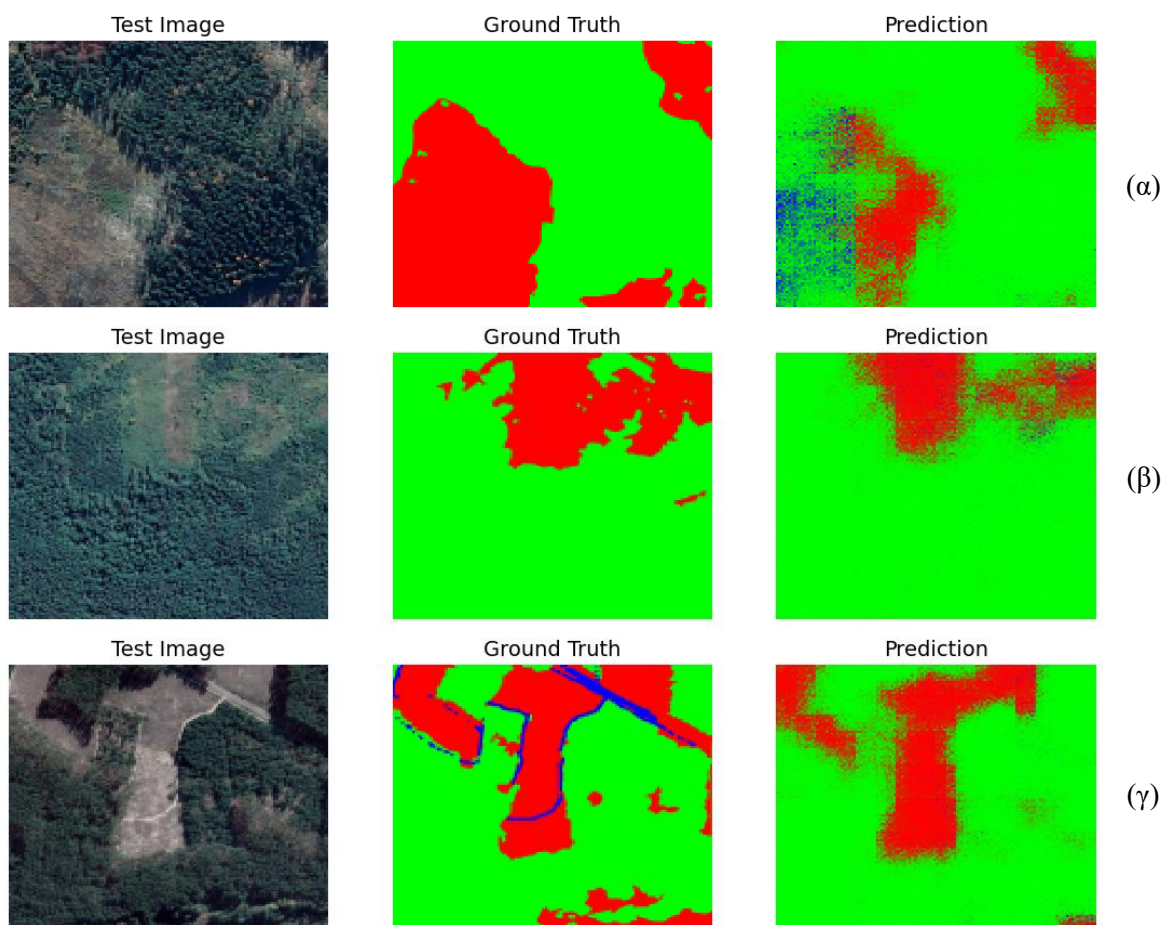 Test Image Ground Truth Prediction
(α)
Test Image Ground Truth Prediction
(β)
Test Image Ground Truth Prediction
(γ)